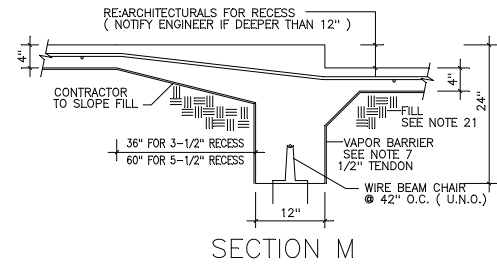 RE:ARCHITECTURALS FOR RECESS
( NOTIFY ENGINEER IF DEEPER THAN 12" )
4"
4"
24"
CONTRACTOR
TO SLOPE FILL
FILL
SEE NOTE 21
36" FOR 3-1/2" RECESS
60" FOR 5-1/2" RECESS
VAPOR BARRIER
SEE NOTE 7
1/2" TENDON
WIRE BEAM CHAIR
@ 42" O.C. ( U.N.O.)
12"
SECTION M